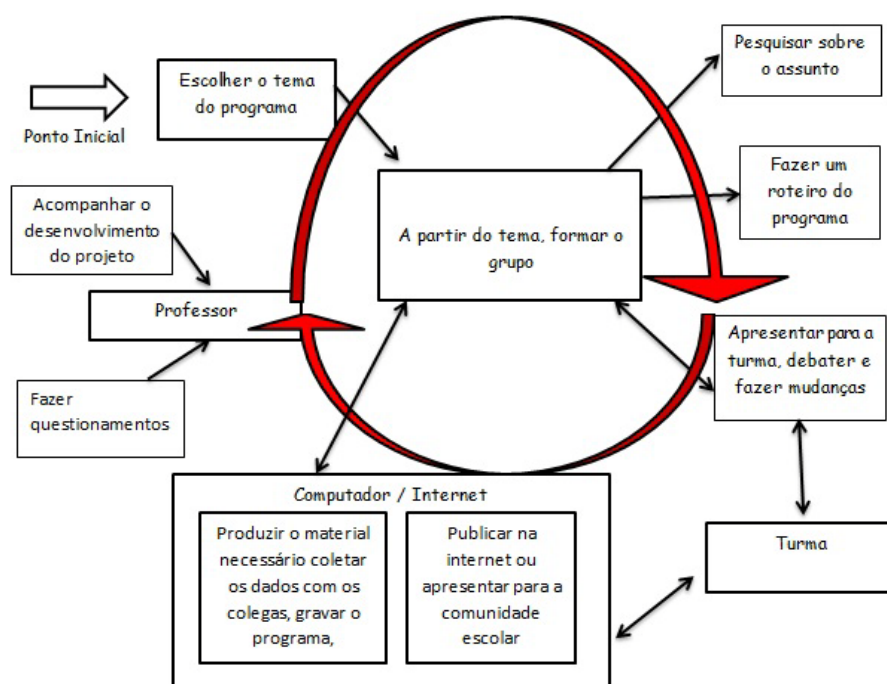 Escolher o tema
do programa
Ponto Inicial
Pesquisar sobre
o assunto
Fazer um
roteiro do
programa
Acompanhar o
desenvolvimento
do projeto
A partir do tema, formar o
grupo
Professor
Apresentar para a
turma, debater e
fazer mudanças
Fazer
questionamentos
Computador / Internet
Produzir o material
necessário coletar
os dados com os
colegas, gravar o
programa,
Publicar na
internet ou
apresentar para a
comunidade
escolar
Turma